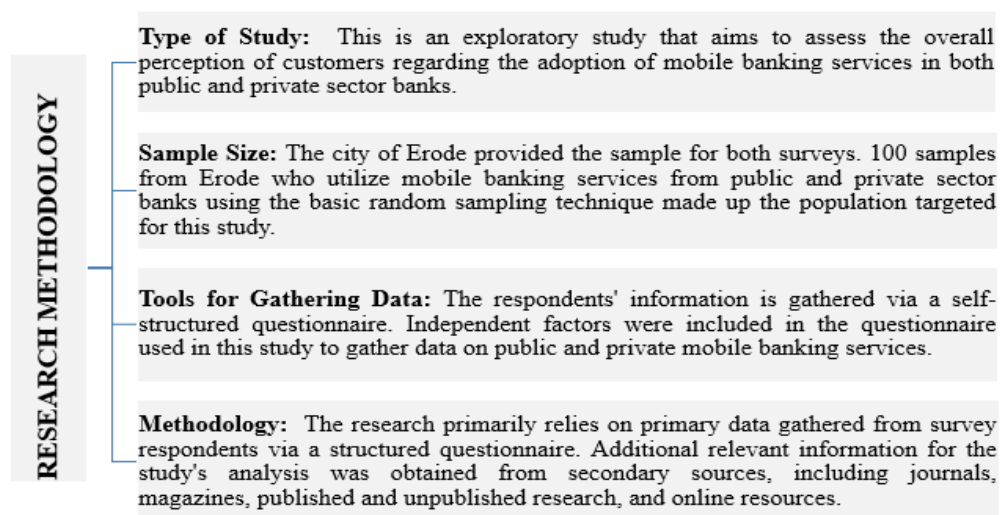 RESEARCH METHODOLOGY
Type of Study: This is an exploratory study that aims to assess the overall
perception of customers regarding the adoption of mobile banking services in both
public and private sector banks.
Sample Size: The city of Erode provided the sample for both surveys. 100 samples
from Erode who utilize mobile banking services from public and private sector
banks using the basic random sampling technique made up the population targeted
for this study.
Tools for Gathering Data: The respondents' information is gathered via a self-
structured questionnaire. Independent factors were included in the questionnaire
used in this study to gather data on public and private mobile banking services.
Methodology: The research primarily relies on primary data gathered from survey
respondents via a structured questionnaire. Additional relevant information for the
study's analysis was obtained from secondary sources, including journals,
magazines, published and unpublished research, and online resources.